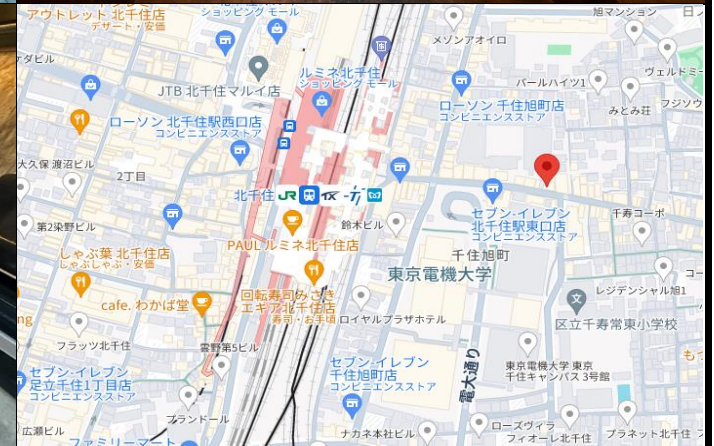 アウトレット 北千住店
デザート・安価
ショッピング モール
旭マンション
メゾンアオイロ
ヴェルドミー
JTB 北千住マルイ店
ルミネ北千住
ショッピング モール
パールハイツ1
ローソン 千住旭町店
コンビニエンスストア
みとみ荘
フジソウ
ローソン 北千住駅西口店
コンビニエンスストア
大久保 渡沼ビル
2丁目
北千住
JR
TX
セブン-イレブン
北千住駅東口店
コンビニエンスストア
千寿コーポ
第2染野ビル
鈴木ビル
PAUL ルミネ北千住店
しゃぶ葉 北千住店
しゃぶしゃぶ・安価
千住旭町
東京電機大学
回転寿司みさき
エキア北千住店
寿司・お手頃
cafe. わかば堂
レジデンシャル旭1
ロイヤルプラザホテル
区立千寿常東小学校
フラッツ北千住
雲野第5ビル
セブン-イレブン
足立千住1丁目店
コンビニエンスストア
セブン-イレブン
千住旭町店
コンビニエンスストア
電大通り
東京電機大学 東京
千住キャンパス 3号館
ブランドール
広瀬ビル
ファミリーマート
ナカネ本社ビル
ローズヴィラ
フィオーレ北千住
プラネット北千住